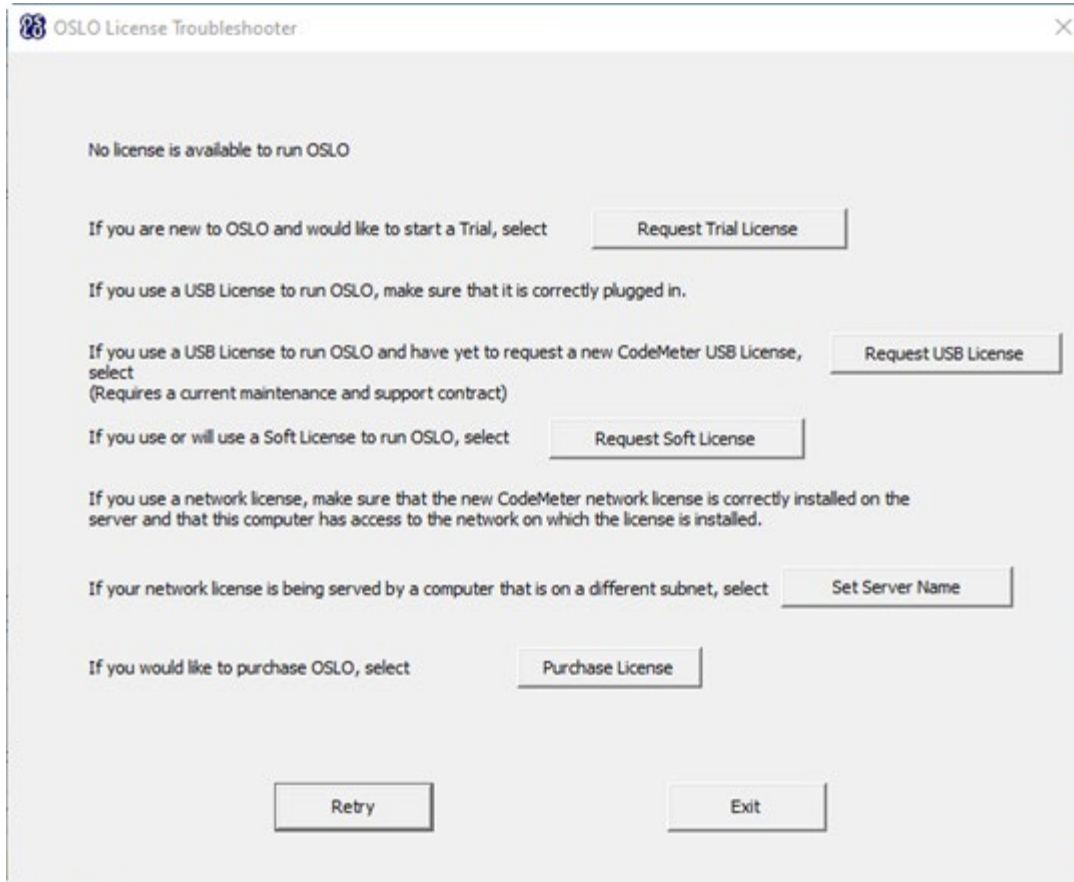 OSLO License Troubleshooter
No license is available to run OSLO
If you are new to OSLO and would like to start a Trial, select Request Trial License
If you use a USB License to run OSLO, make sure that it is correctly plugged in.
If you use a USB License to run OSLO and have yet to request a new CodeMeter USB License, Request USB License
select
(Requires a current maintenance and support contract)
If you use or will use a Soft License to run OSLO, select Request Soft License
If you use a network license, make sure that the new CodeMeter network license is correctly installed on the
server and that this computer has access to the network on which the license is installed.
If your network license is being served by a computer that is on a different subnet, select Set Server Name
If you would like to purchase OSLO, select Purchase License
Retry Exit